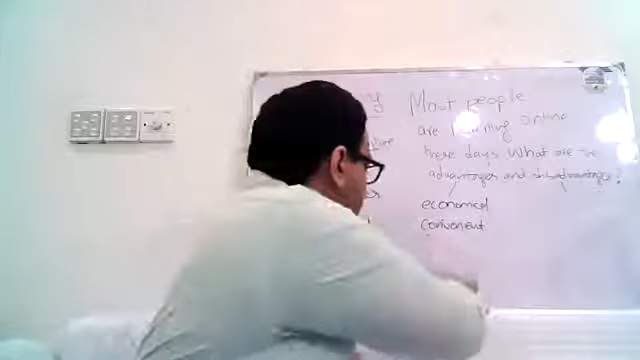 Most people
are learning online
these days. What are the
advantages and disadvantages?
economical
convenient